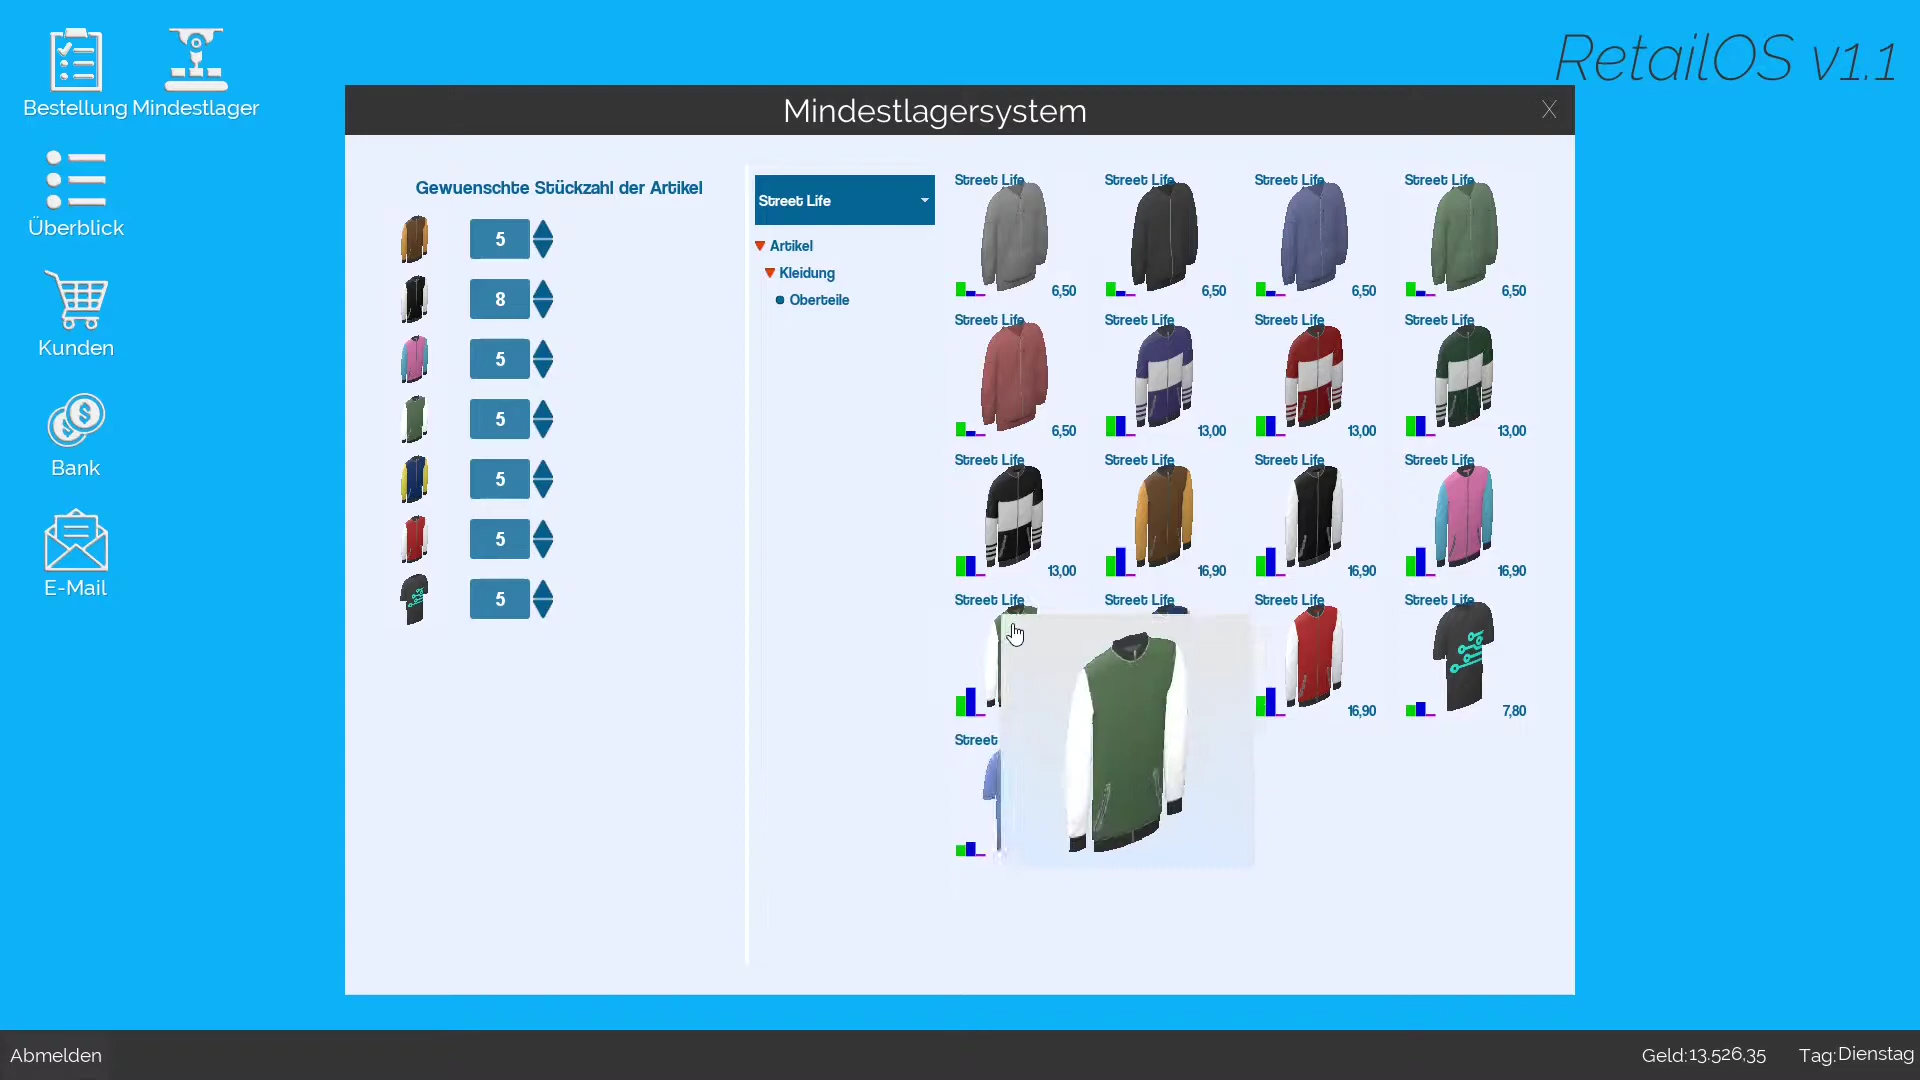 RetailOS v1.1
Bestellung
Mindestlager
Überblick
Kunden
Bank
E-Mail
Mindestlagersystem
X
Gewuenschte Stückzahl der Artikel
5
8
5
5
5
5
5
Street Life
Artikel
Kleidung
Oberteile
Street Life
Street Life
Street Life
Street Life
6,50
6,50
6,50
6,50
Street Life
Street Life
Street Life
Street Life
6,50
13,00
13,00
13,00
Street Life
Street Life
Street Life
Street Life
13,00
16,90
16,90
16,90
Street Life
Street Life
Street Life
Street Life
16,90
7,80
Street
Abmelden
Geld:13.526,35
Tag:Dienstag